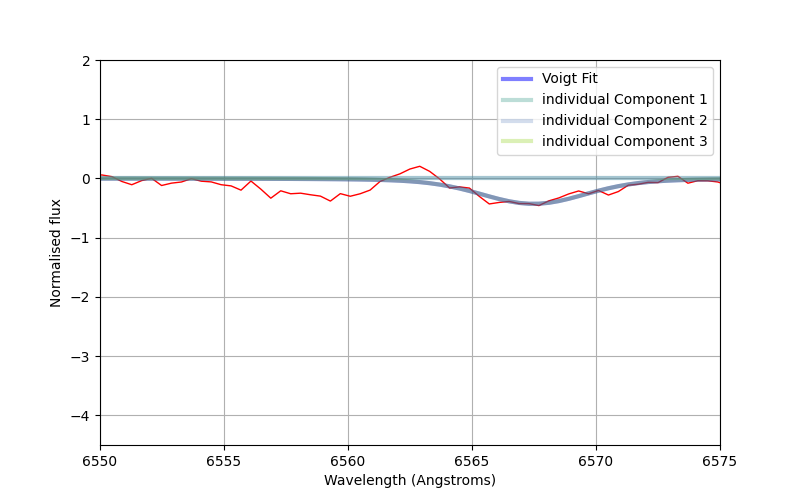 Voigt Fit
individual Component 1
individual Component 2
individual Component 3
2
1
0
−1
−2
−3
−4
Normalised flux
6550 6555 6560 6565 6570 6575
Wavelength (Angstroms)